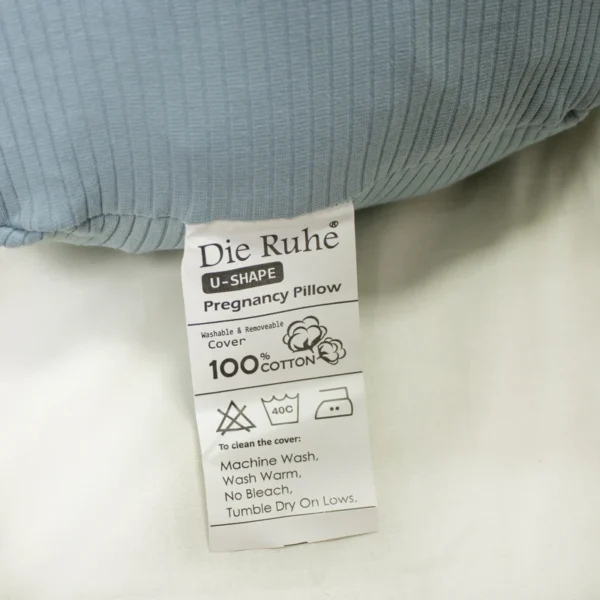 Die Ruhe®
U-SHAPE
Pregnancy Pillow
Washable & Removeable
Cover
100% COTTON
40C
To clean the cover:
Machine Wash,
Wash Warm,
No Bleach,
Tumble Dry On Lows.